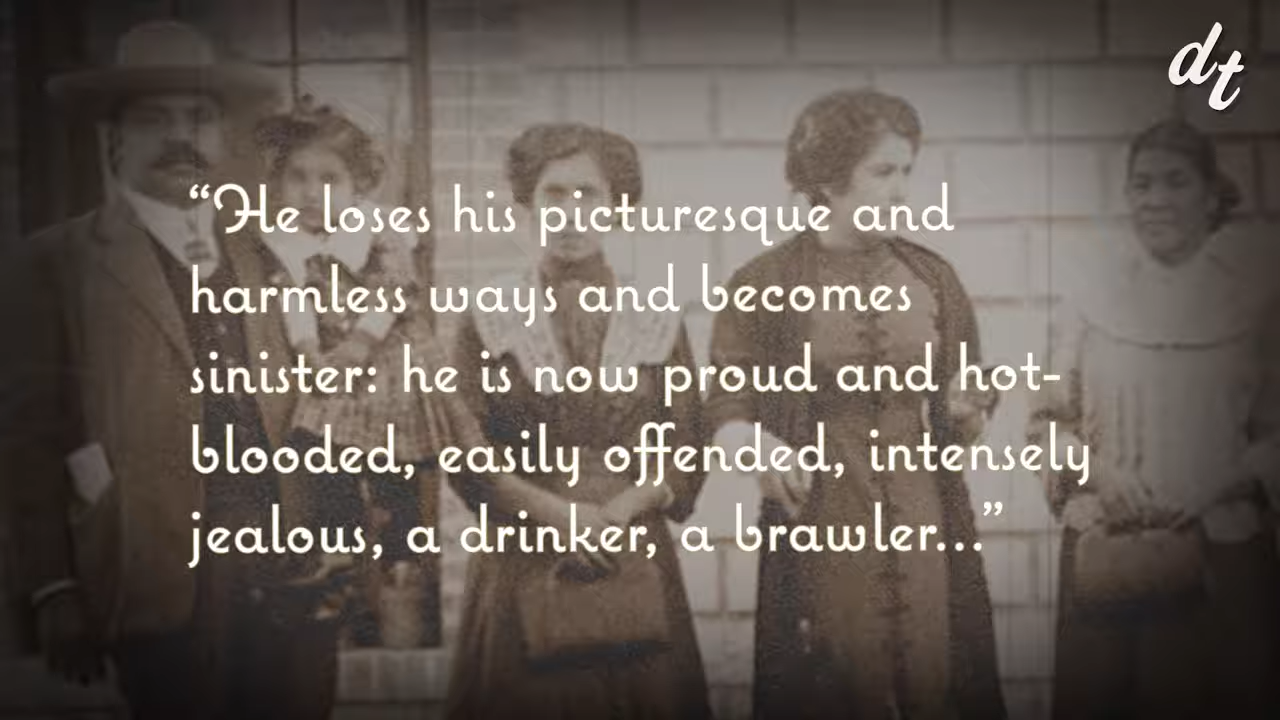 dt
“He loses his picturesque and
harmless ways and becomes
sinister: he is now proud and hot-
blooded, easily offended, intensely
jealous, a drinker, a brawler...”